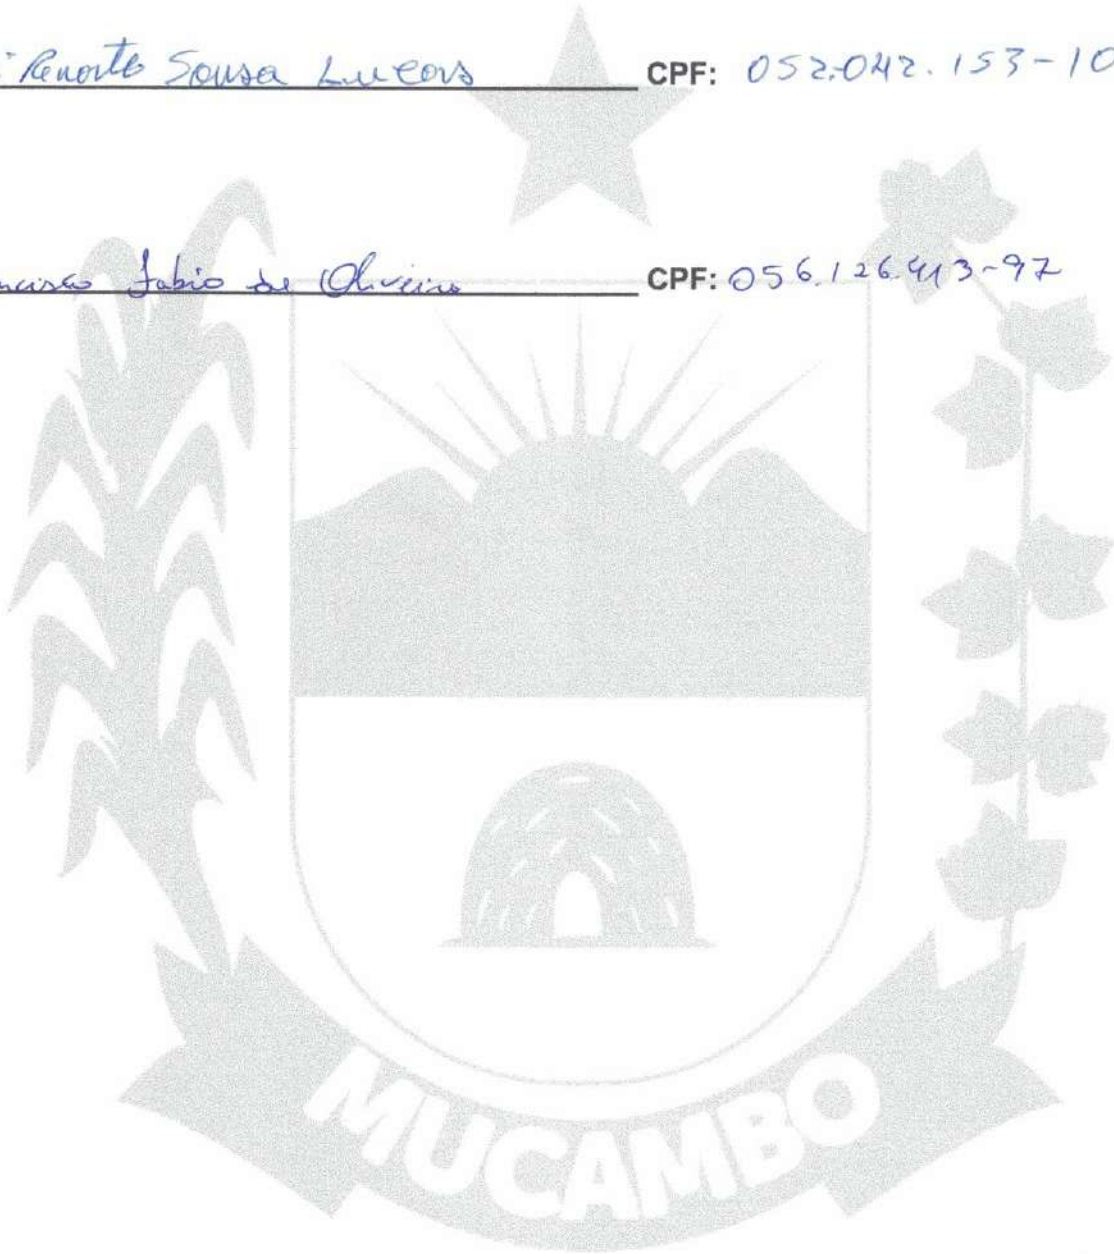 Renato Sousa Lucas CPF: 052.042.153-10
Fabio de Oliveira CPF: 056.126.413-97
MUCAMBO